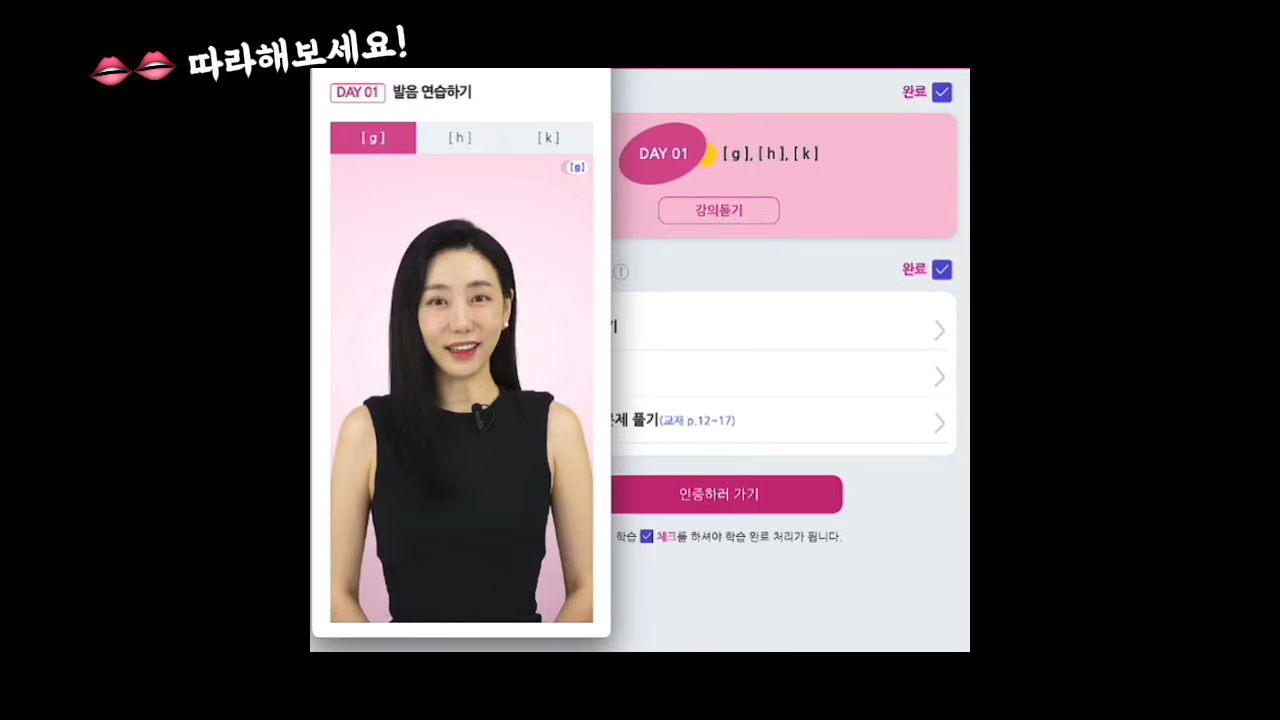 따라해보세요!
DAY 01 발음 연습하기
[g] [h] [k]
[g]
완료
DAY 01 [g], [h], [k]
강의듣기
완료
제 풀기(교재 p.12~17)
인증하러 가기
학습 체크를 하셔야 학습 완료 처리가 됩니다.